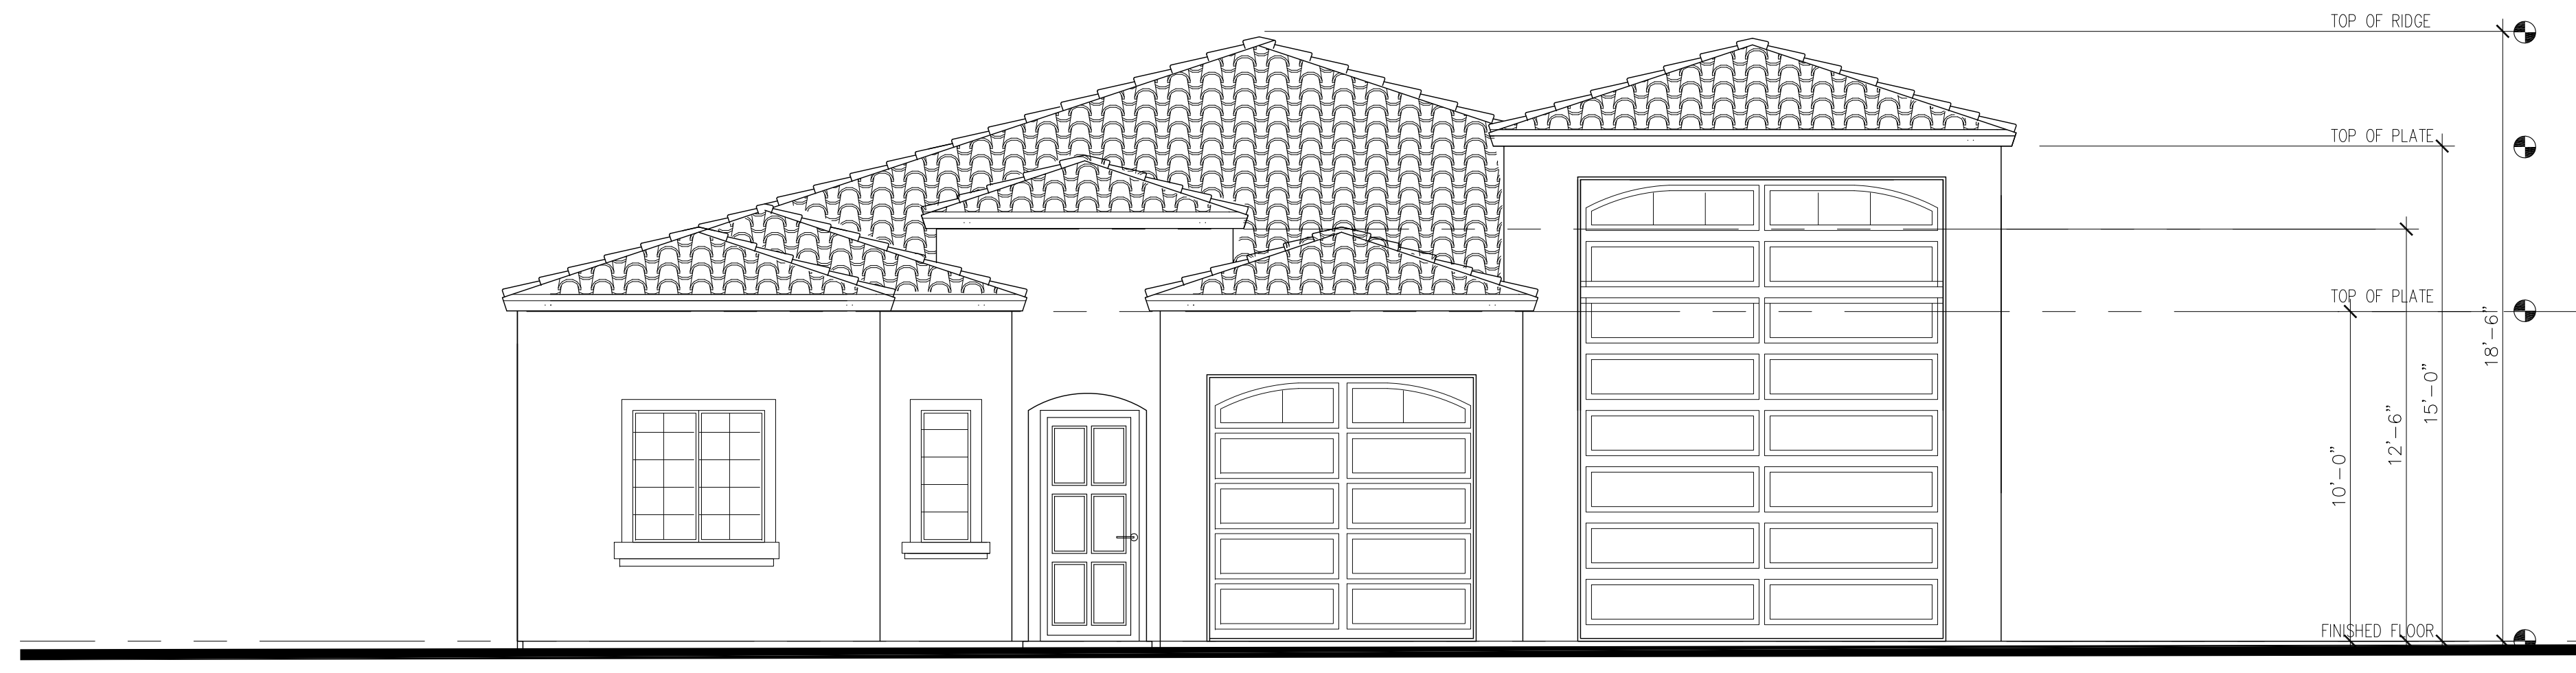 TOP OF RIDGE
TOP OF PLATE
TOP OF PLATE
18'-6"
15'-0"
12'-6"
10'-0"
FINISHED FLOOR